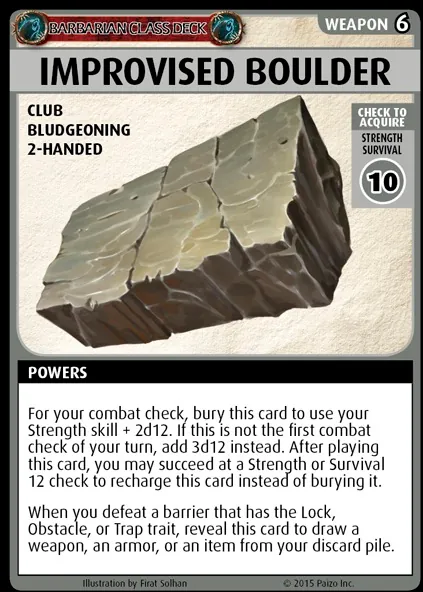 BARBARIAN CLASS DECK
WEAPON 6
IMPROVISED BOULDER
CLUB
BLUDGEONING
2-HANDED
CHECK TO
ACQUIRE
STRENGTH
SURVIVAL
10
POWERS
For your combat check, bury this card to use your
Strength skill + 2d12. If this is not the first combat
check of your turn, add 3d12 instead. After playing
this card, you may succeed at a Strength or Survival
12 check to recharge this card instead of burying it.
When you defeat a barrier that has the Lock,
Obstacle, or Trap trait, reveal this card to draw a
weapon, an armor, or an item from your discard pile.
Illustration by Firat Solhan
© 2015 Paizo Inc.